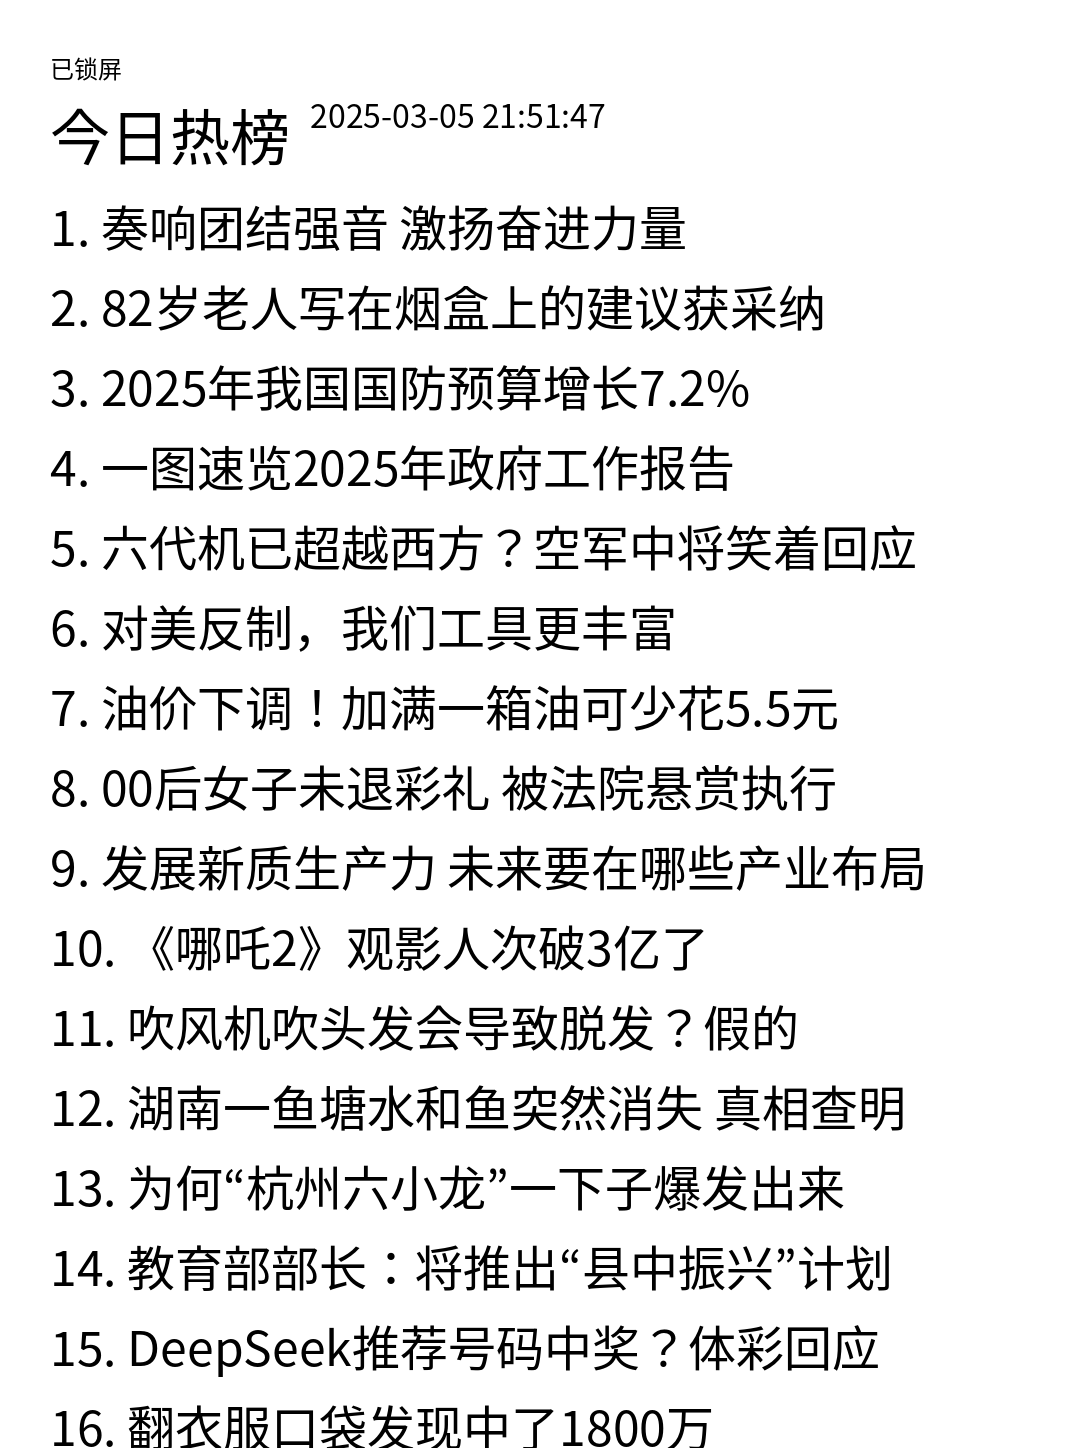 已锁屏
今日热榜 2025-03-05 21:51:47
1. 奏响团结强音 激扬奋进力量
2. 82岁老人写在烟盒上的建议获采纳
3. 2025年我国国防预算增长7.2%
4. 一图速览2025年政府工作报告
5. 六代机已超越西方？空军中将笑着回应
6. 对美反制，我们工具更丰富
7. 油价下调！加满一箱油可少花5.5元
8. 00后女子未退彩礼 被法院悬赏执行
9. 发展新质生产力 未来要在哪些产业布局
10. 《哪吒2》观影人次破3亿了
11. 吹风机吹头发会导致脱发？假的
12. 湖南一鱼塘水和鱼突然消失 真相查明
13. 为何“杭州六小龙”一下子爆发出来
14. 教育部部长：将推出“县中振兴”计划
15. DeepSeek推荐号码中奖？体彩回应
16. 翻衣服口袋发现中了1800万